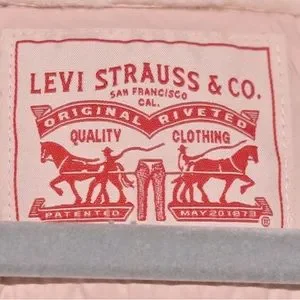 LEVI STRAUSS & CO.
SAN FRANCISCO
CAL.
ORIGINAL RIVETED
QUALITY CLOTHING
PATENTED MAY 20 1873
®